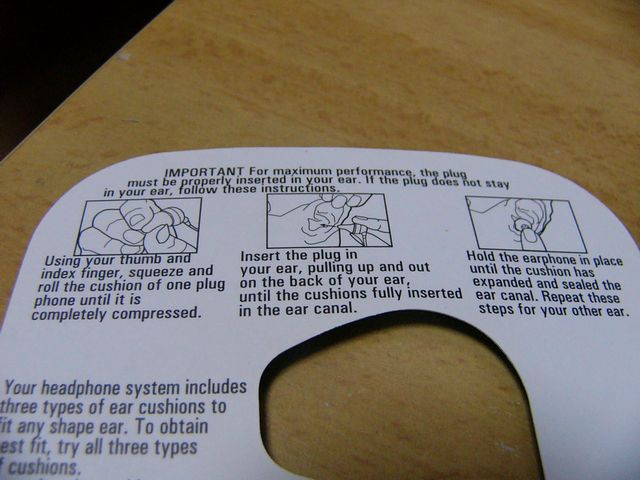 IMPORTANT For maximum performance, the plug
must be properly inserted in your ear. If the plug does not stay
in your ear, follow these instructions.
Using your thumb and
index finger, squeeze and
roll the cushion of one plug
phone until it is
completely compressed.
Insert the plug in
your ear, pulling up and out
on the back of your ear,
until the cushions fully inserted
in the ear canal.
Hold the earphone in place
until the cushion has
expanded and sealed the
ear canal. Repeat these
steps for your other ear.
Your headphone system includes
three types of ear cushions to
fit any shape ear. To obtain
est fit, try all three types
f cushions.